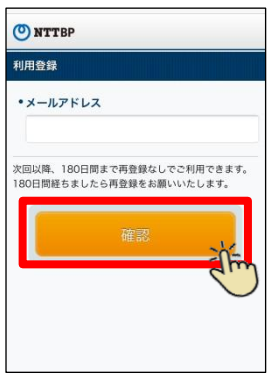 NTTBP
利用登録
•メールアドレス
次回以降、180日間まで再登録なしでご利用できます。
180日間経ちましたら再登録をお願いいたします。
確認